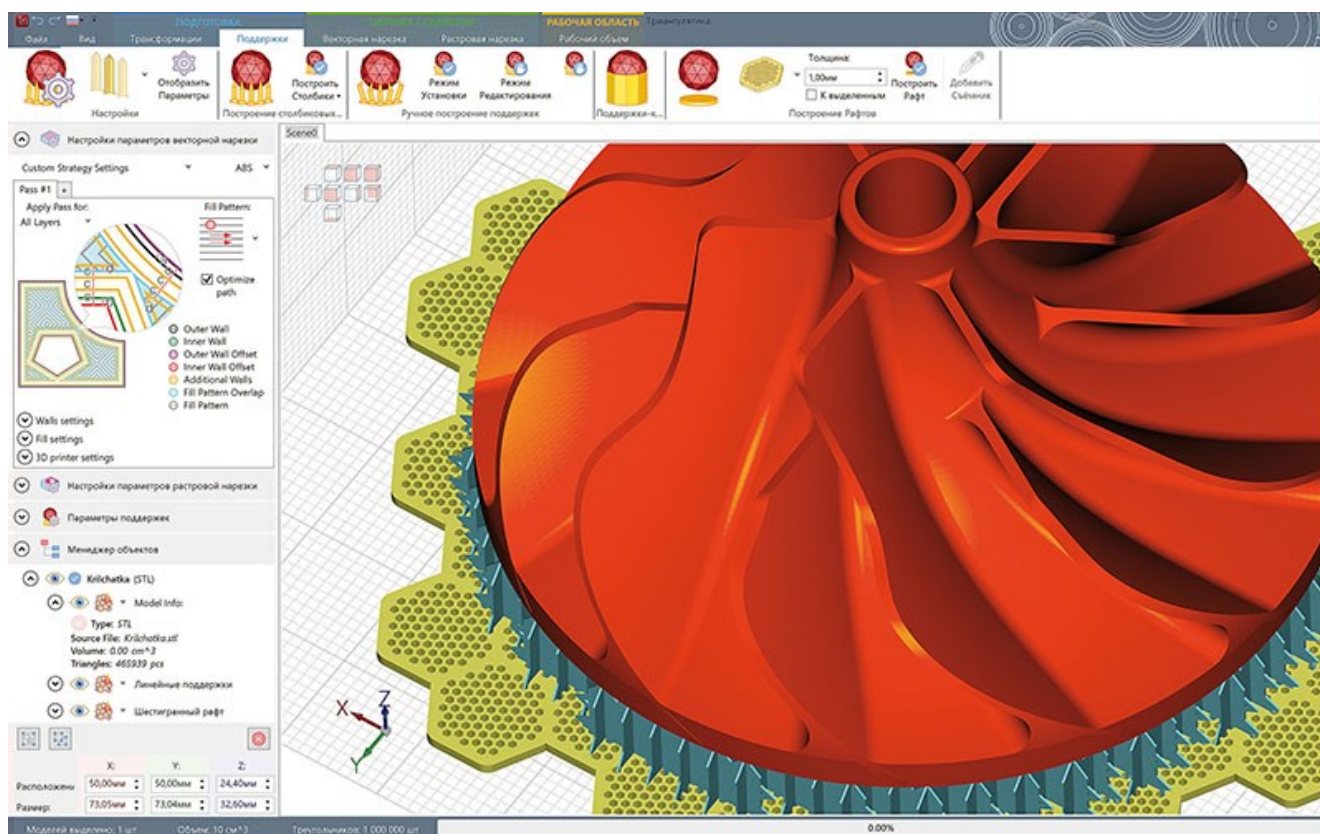 ПОДГОТОВКА
РАБОЧАЯ ОБЛАСТЬ
Триангулятика
Файл
Вид
Трансформации
Поддержки
Векторная нарезка
Растровая нарезка
Рабочий объем
Отобразить
Параметры
Построить
Столбики
Режим
Установки
Режим
Редактирования
Толщина:
1,00мм
К выделенным
Построить
Рафт
Добавить
Съёмник
Настройки
Построение столбиковых...
Ручное построение поддержек
Поддержки-к...
Построение Рафтов
Настройки параметров векторной нарезки
Scene0
Custom Strategy Settings
ABS
Pass #1
+
Apply Pass for:
Fill Pattern:
All Layers
Optimize
path
Outer Wall
Inner Wall
Outer Wall Offset
Inner Wall Offset
Additional Walls
Fill Pattern Overlap
Fill Pattern
Walls settings
Fill settings
3D printer settings
Настройки параметров растровой нарезки
Параметры поддержек
Менеджер объектов
Krilchatka (STL)
Model Info:
Type: STL
Source File: Krilchatka.stl
Volume: 0.00 cm^3
Triangles: 465939 pcs
Линейные поддержки
Шестигранный рафт
X
Z
Y
X:
Y:
Z:
Расположени
50,00мм
50,00мм
24,40мм
Размер:
73,05мм
73,04мм
32,60мм
Моделей выделено: 1 шт
Объем: 10 см^3
Треугольников: 1 000 000 шт
0.00%